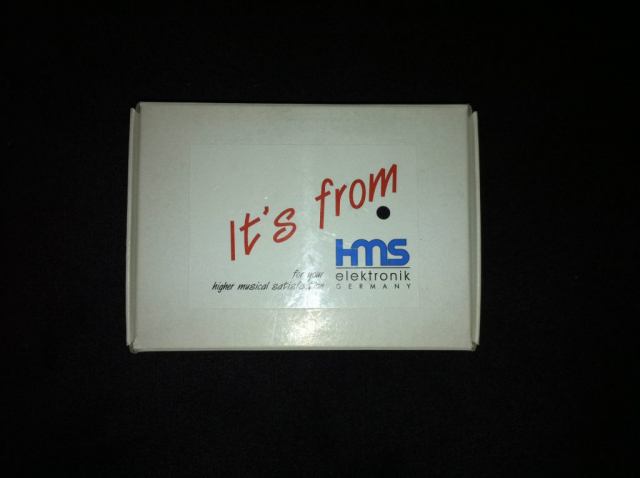 It's from
HMS
elektronik
GERMANY
for your
higher musical satisfaction